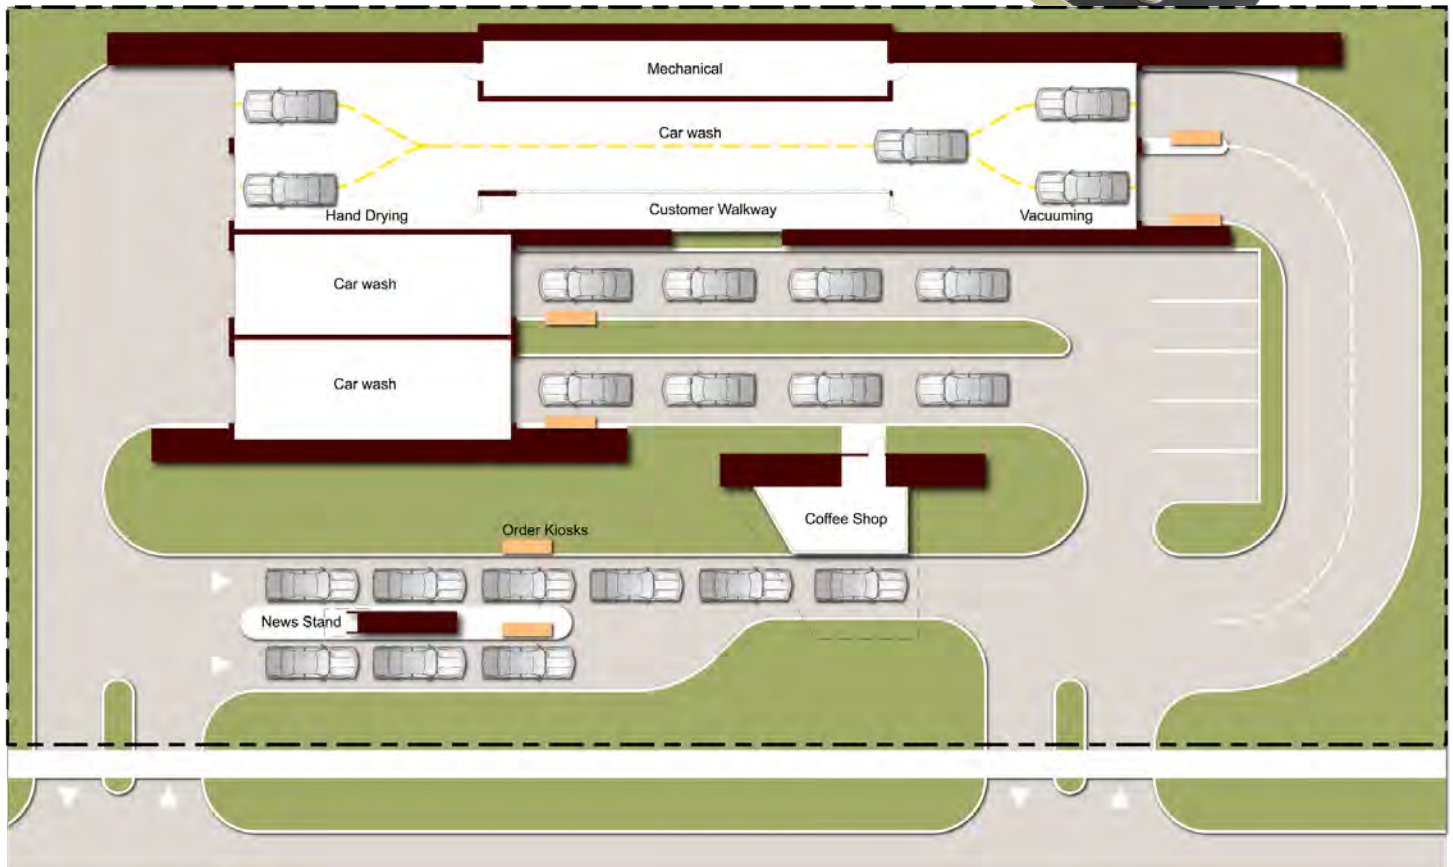 Mechanical
Car wash
Hand Drying
Customer Walkway
Vacuuming
Car wash
Car wash
Coffee Shop
Order Kiosks
News Stand